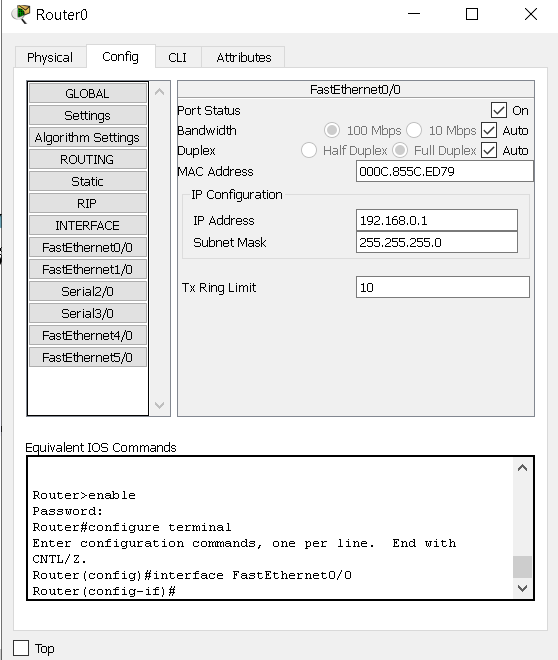 Router0
Physical Config CLI Attributes
GLOBAL
Settings
Algorithm Settings
ROUTING
Static
RIP
INTERFACE
FastEthernet0/0
FastEthernet1/0
Serial2/0
Serial3/0
FastEthernet4/0
FastEthernet5/0
FastEthernet0/0
Port Status On
Bandwidth 100 Mbps 10 Mbps Auto
Duplex Half Duplex Full Duplex Auto
MAC Address 000C.855C.ED79
IP Configuration
IP Address 192.168.0.1
Subnet Mask 255.255.255.0
Tx Ring Limit 10
Equivalent IOS Commands
Router>enable
Password:
Router#configure terminal
Enter configuration commands, one per line.  End with
CNTL/Z.
Router(config)#interface FastEthernet0/0
Router(config-if)#
Top